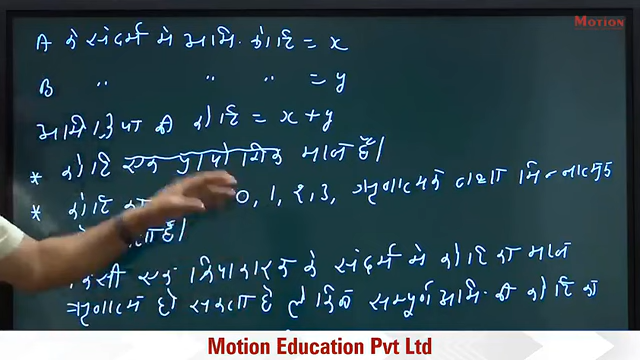 MOTION
A के संदर्भ मे अभि. कोटि = x
B " " " = y
अभिक्रिया की कोटि = x+y
* कोटि एक प्रायोगिक मान है।
* कोटि का 0, 1, 2, 3, ऋणात्मक तथा भिन्नात्मक
है।
किसी एक क्रियाकारक के संदर्भ मे कोटि का मान
ऋणात्मक हो सकता है लेकिन सम्पूर्ण अभि. की कोटि का
Motion Education Pvt Ltd